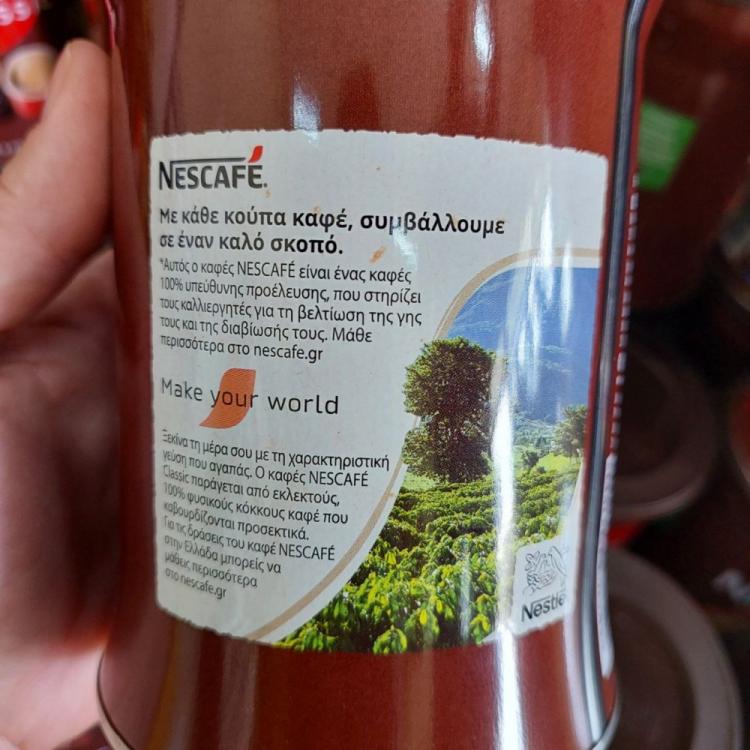 NESCAFÉ.
Με κάθε κούπα καφέ, συμβάλλουμε
σε έναν καλό σκοπό.
*Αυτός ο καφές NESCAFÉ είναι ένας καφές
100% υπεύθυνης προέλευσης, που στηρίζει
τους καλλιεργητές για τη βελτίωση της γης
τους και της διαβίωσής τους. Μάθε
περισσότερα στο nescafe.gr
Make your world
Ξεκίνα τη μέρα σου με τη χαρακτηριστική
γεύση που αγαπάς. Ο καφές NESCAFÉ
Classic παράγεται από εκλεκτούς,
100% φυσικούς κόκκους καφέ που
καβουρδίζονται προσεκτικά.
Για τις δράσεις του καφέ NESCAFÉ
στην Ελλάδα μπορείς να
μάθεις περισσότερα
στο nescafe.gr
Nestlé